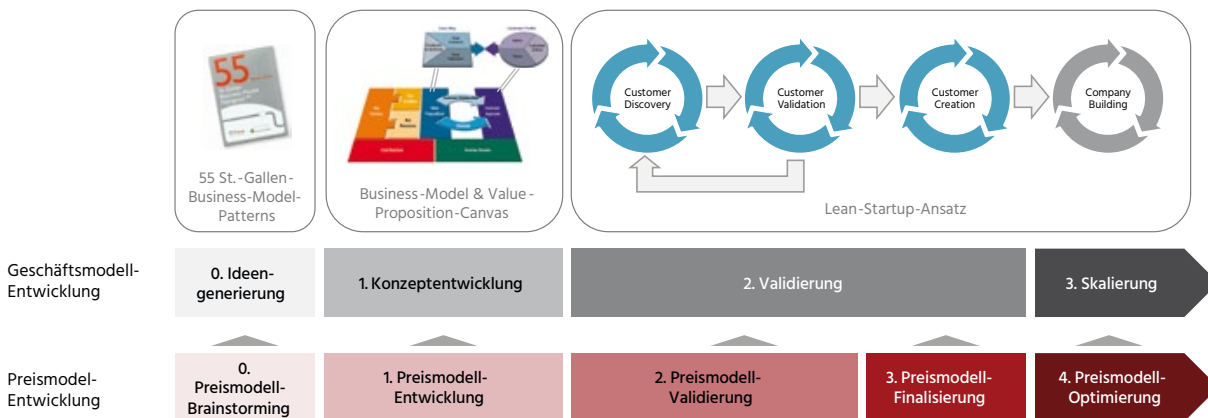 55
Customer
Discovery
Customer
Validation
Customer
Creation
Company
Building
55 St.-Gallen-
Business-Model-
Patterns
Business-Model & Value-
Proposition-Canvas
Lean-Startup-Ansatz
Geschäftsmodell-
Entwicklung
0. Ideen-
generierung
1. Konzeptentwicklung
2. Validierung
3. Skalierung
Preismodel-
Entwicklung
0.
Preismodell-
Brainstorming
1. Preismodell-
Entwicklung
2. Preismodell-
Validierung
3. Preismodell-
Finalisierung
4. Preismodell-
Optimierung